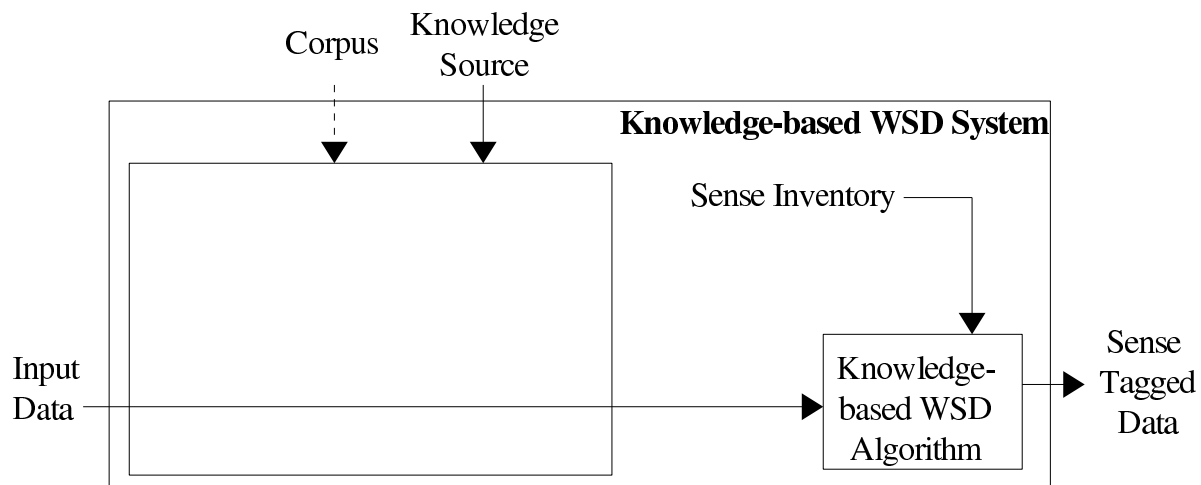 Corpus
Knowledge
Source
Knowledge-based WSD System
Sense Inventory
Input
Data
Knowledge-
based WSD
Algorithm
Sense
Tagged
Data